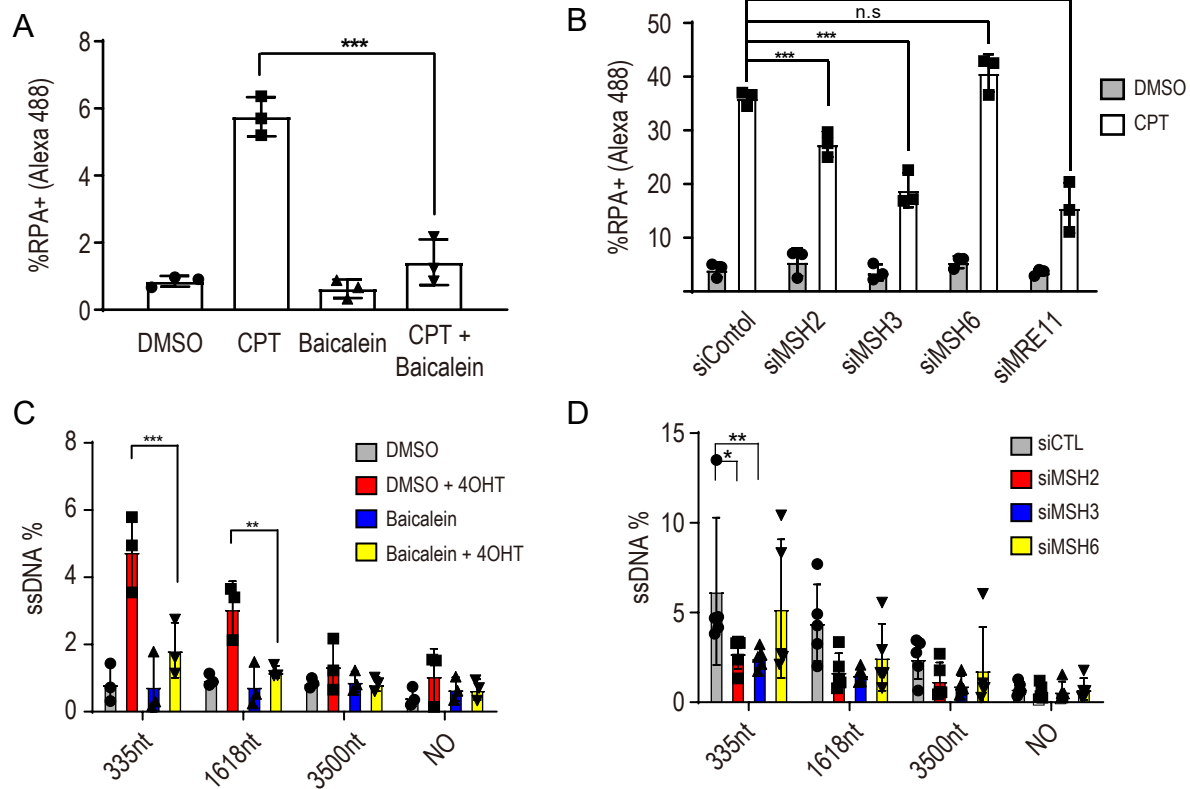 A
%RPA+ (Alexa 488)
8
6
4
2
0
***
DMSO
CPT
Baicalein
CPT +
Baicalein
B
%RPA+ (Alexa 488)
50
40
30
20
10
n.s
***
***
DMSO
CPT
siContol
siMSH2
siMSH3
siMSH6
siMRE11
C
ssDNA %
8
6
4
2
0
***
**
DMSO
DMSO + 4OHT
Baicalein
Baicalein + 4OHT
335nt
1618nt
3500nt
NO
D
ssDNA %
15
10
5
0
**
*
siCTL
siMSH2
siMSH3
siMSH6
335nt
1618nt
3500nt
NO